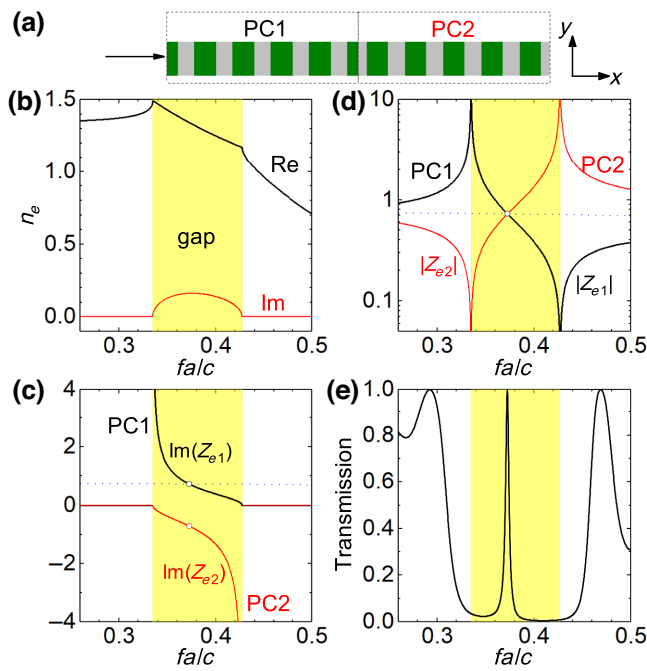 (a) PC1 PC2 y x
(b) (d)
1.5 1.0 0.5 0.0
n_e
Re
gap
Im
0.3 0.4 0.5
fa/c
10 1 0.1
PC1 PC2
|Z_e2| |Z_e1|
0.3 0.4 0.5
fa/c
(c) (e)
4 2 0 −2 −4
PC1
Im(Z_e1)
Im(Z_e2)
PC2
0.3 0.4 0.5
fa/c
Transmission
1.0 0.8 0.6 0.4 0.2 0.0
0.3 0.4 0.5
fa/c